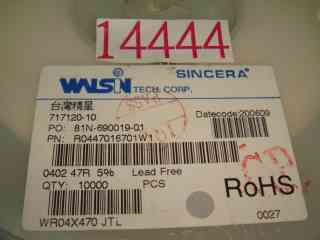 14444
WALSIN TECH. CORP.
SINCERA
台灣精星
717120-10
Datecode:200609
PO: 81N-690019-01
PN: R0447016701W1
0402 47R 5% Lead Free
QTY: 10000 PCS
RoHS
WR04X470 JTL
0027